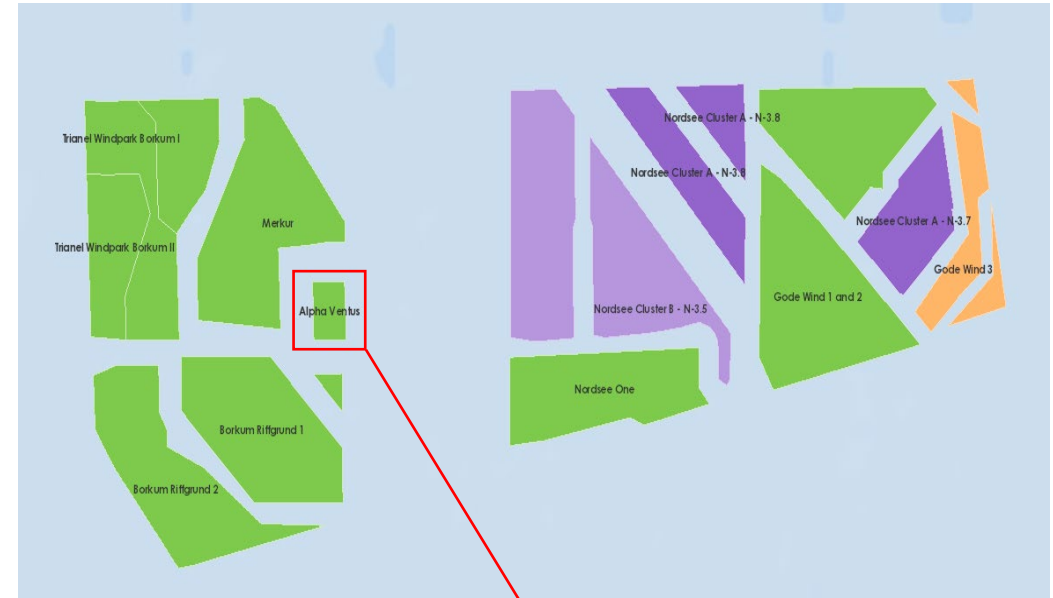 Trianel Windpark Borkum I
Trianel Windpark Borkum II
Merkur
Alpha Ventus
Borkum Riffgrund 1
Borkum Riffgrund 2
Nordsee Cluster A - N-3.8
Nordsee Cluster A - N-3.8
Nordsee Cluster A - N-3.7
Gode Wind 3
Gode Wind 1 and 2
Nordsee Cluster B - N-3.5
Nordsee One